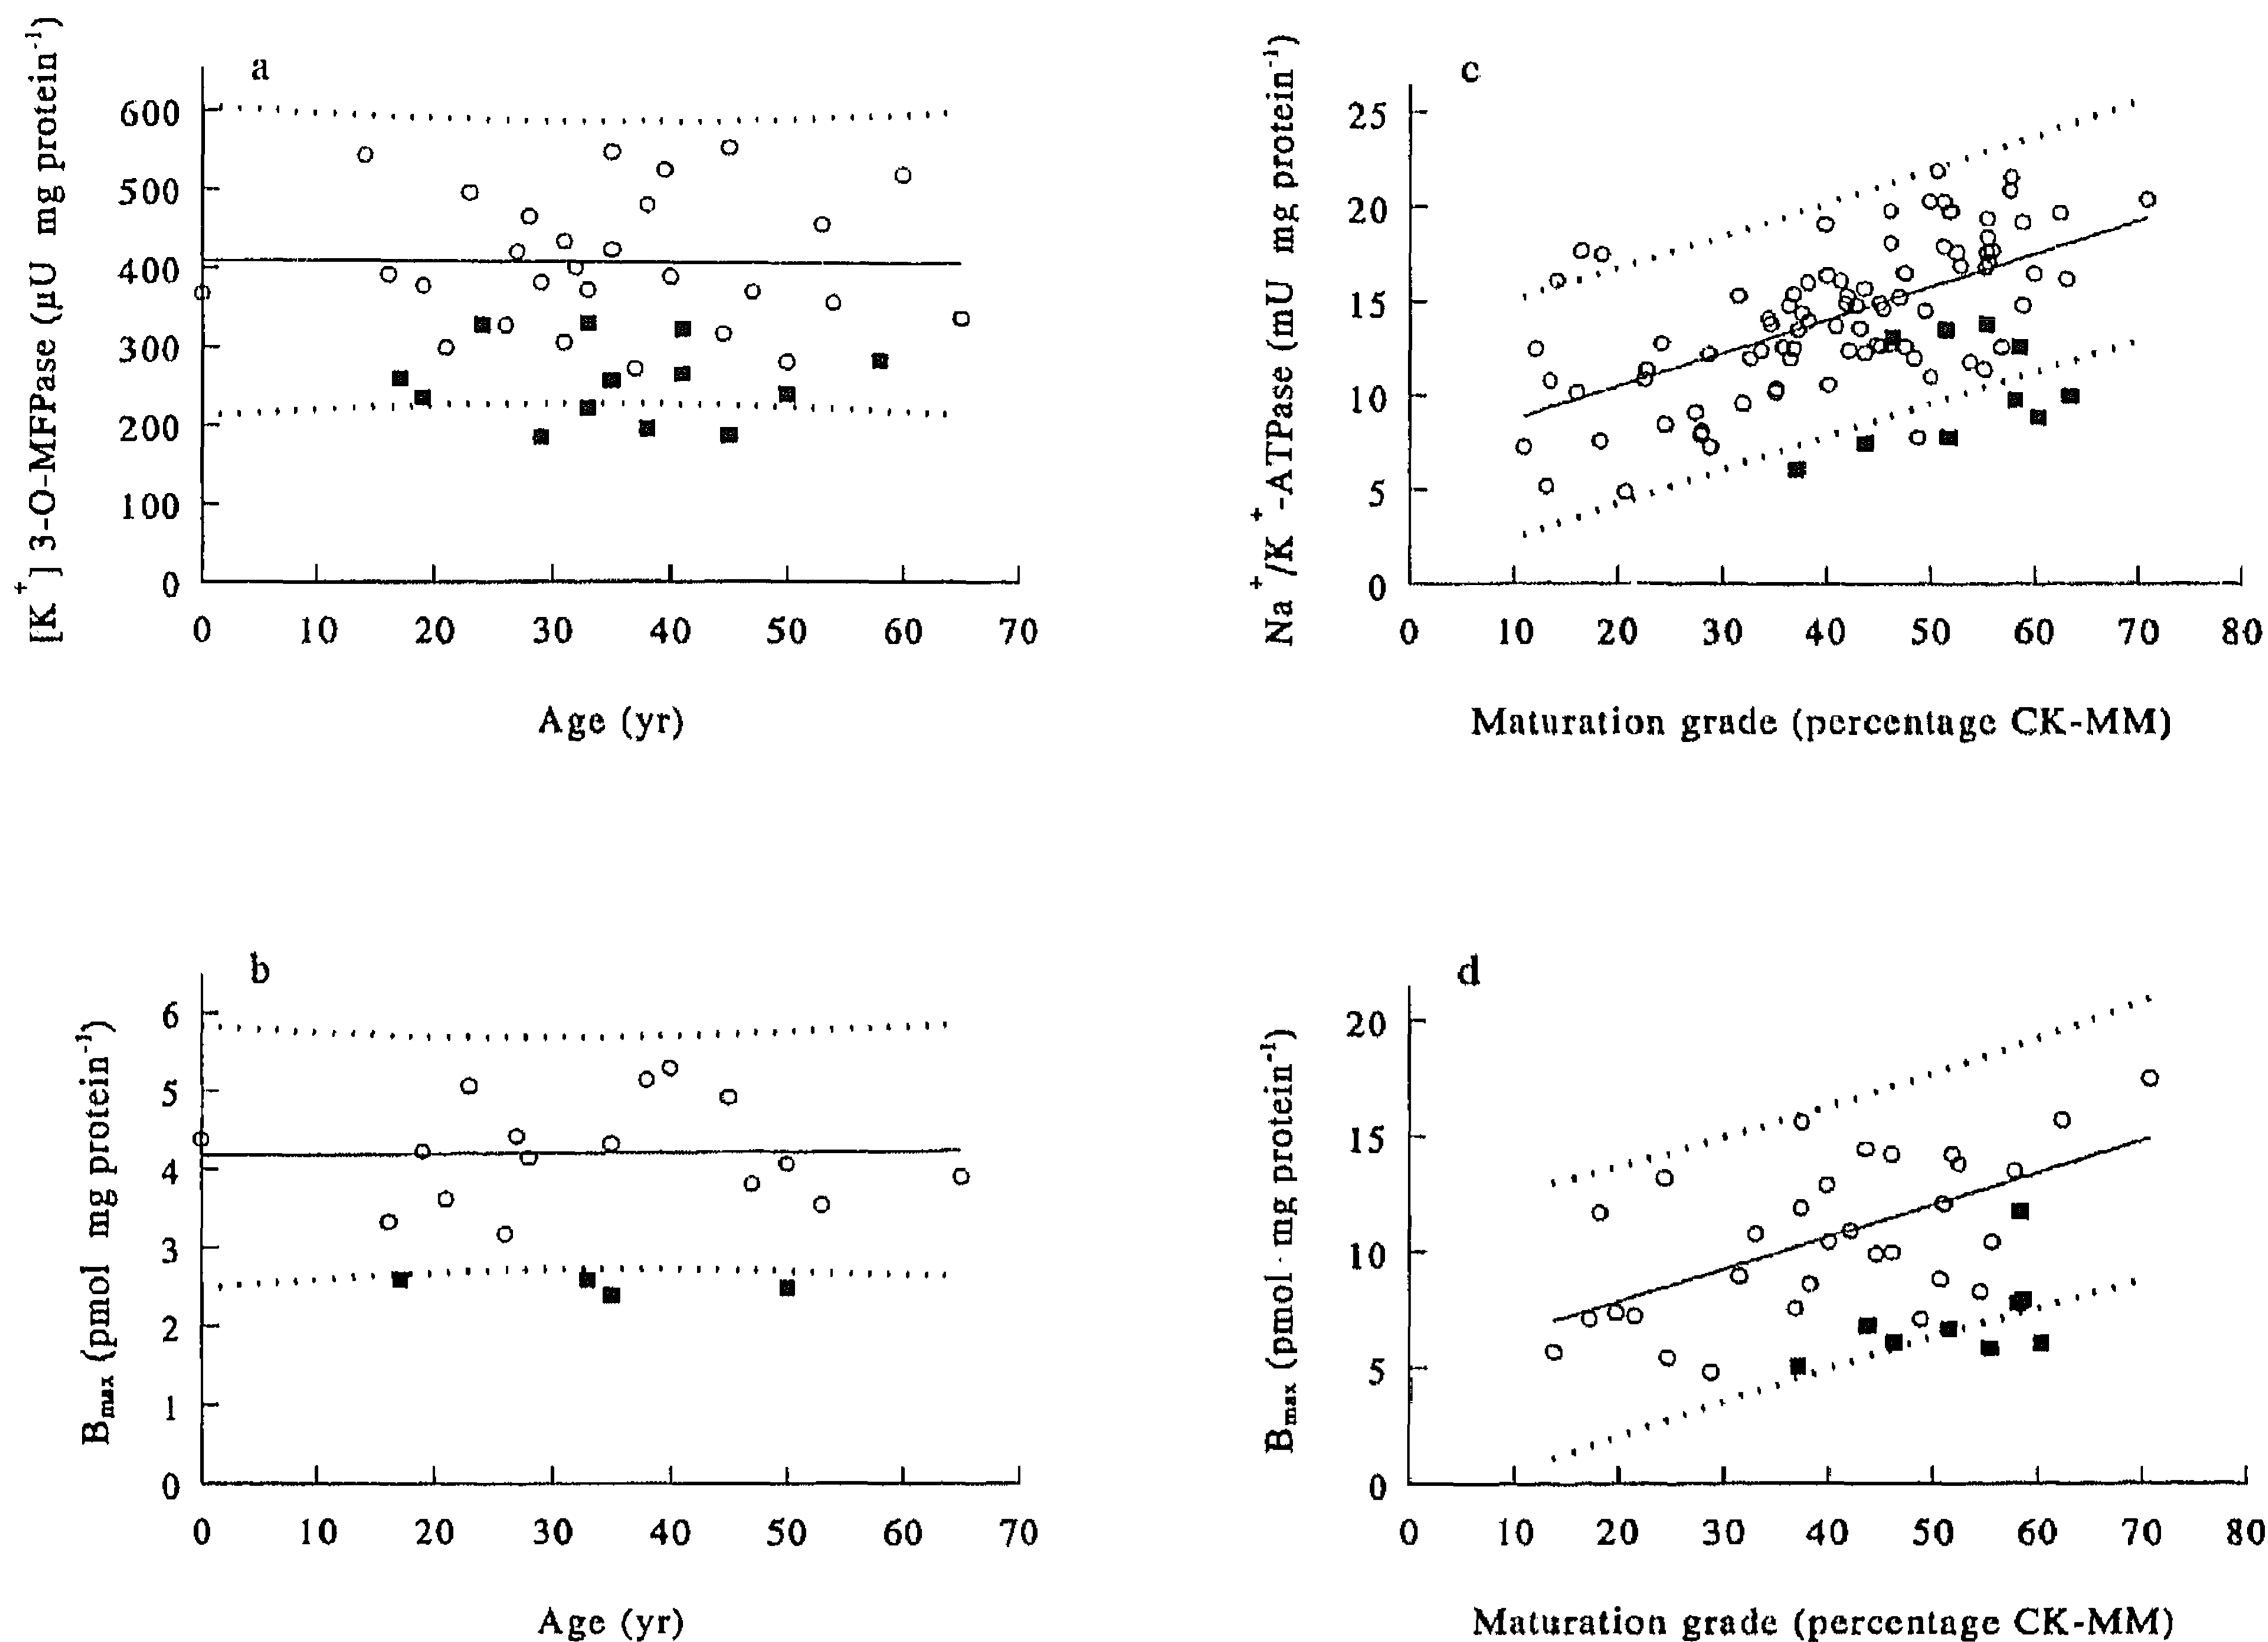 a
[K+] 3-O-MFPase (μU mg protein-1)
600
500
400
300
200
100
0
0 10 20 30 40 50 60 70
Age (yr)
c
Na+/K+-ATPase (mU mg protein-1)
25
20
15
10
5
0
0 10 20 30 40 50 60 70 80
Maturation grade (percentage CK-MM)
b
Bmax (pmol mg protein-1)
6
5
4
3
2
1
0
0 10 20 30 40 50 60 70
Age (yr)
d
Bmax (pmol · mg protein-1)
20
15
10
5
0
0 10 20 30 40 50 60 70 80
Maturation grade (percentage CK-MM)